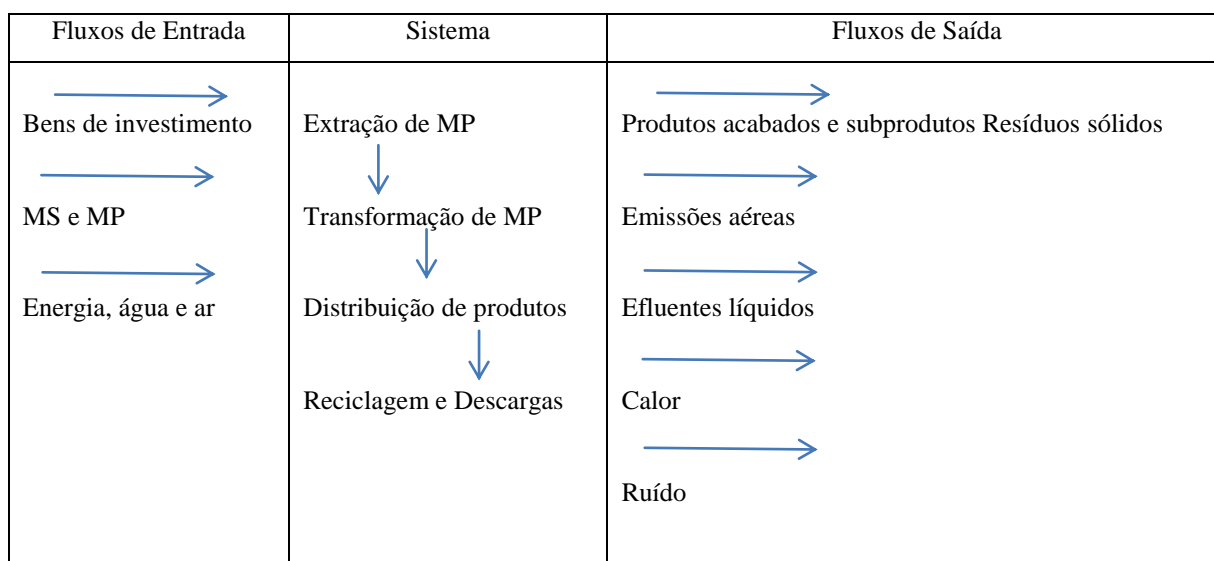 Fluxos de Entrada
Sistema
Fluxos de Saída
Bens de investimento
MS e MP
Energia, água e ar
Extração de MP
Transformação de MP
Distribuição de produtos
Reciclagem e Descargas
Produtos acabados e subprodutos Resíduos sólidos
Emissões aéreas
Efluentes líquidos
Calor
Ruído